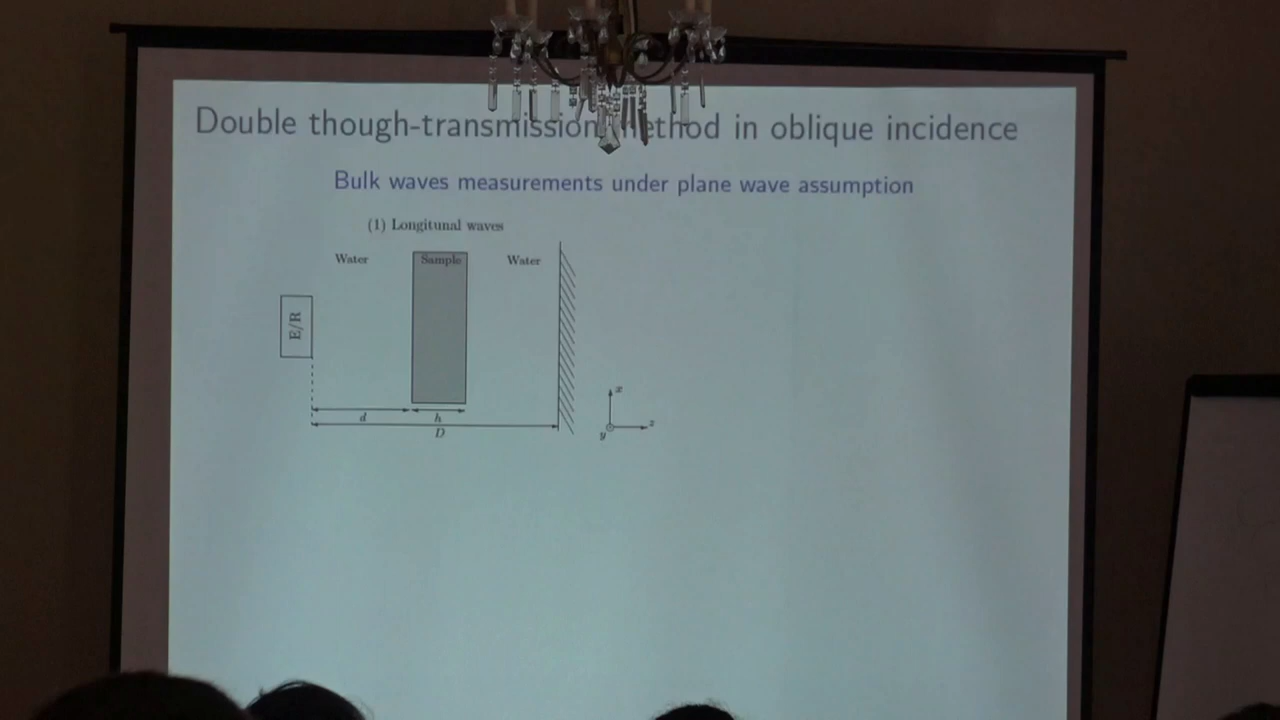 Double though-transmission method in oblique incidence
Bulk waves measurements under plane wave assumption
(1) Longitunal waves
Water
Sample
Water
E/R
d
h
D
x
y
z